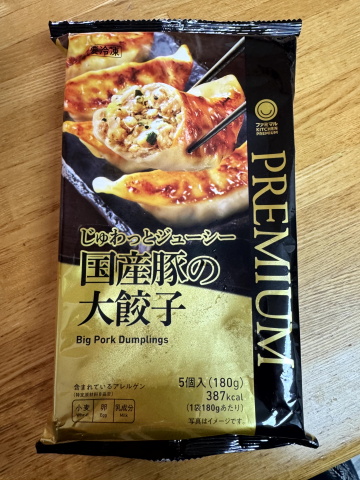 要冷凍
ファミマル
KITCHEN
PREMIUM
PREMIUM
じゅわっとジューシー
国産豚の
大餃子
Big Pork Dumplings
5個入(180g)
387kcal
(1袋180gあたり)
写真はイメージです。
含まれているアレルゲン
小麦
卵
Egg
乳成分
Milk